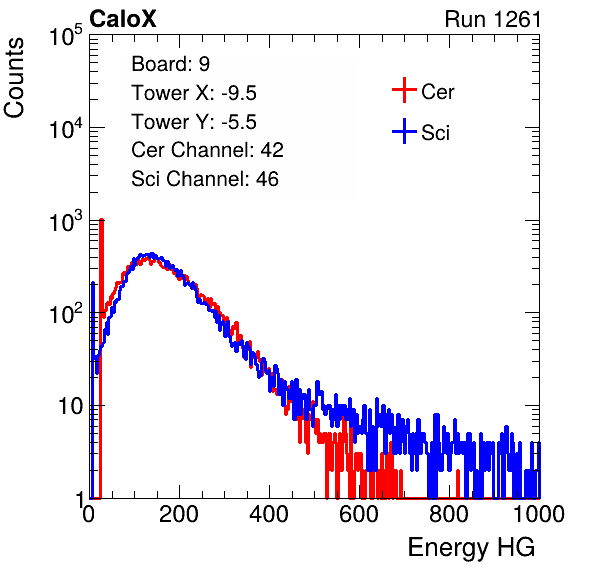 CaloX Run 1261
Counts
Board: 9
Tower X: -9.5
Tower Y: -5.5
Cer Channel: 42
Sci Channel: 46
Cer
Sci
10^5
10^4
10^3
10^2
10
1
0 200 400 600 800 1000
Energy HG